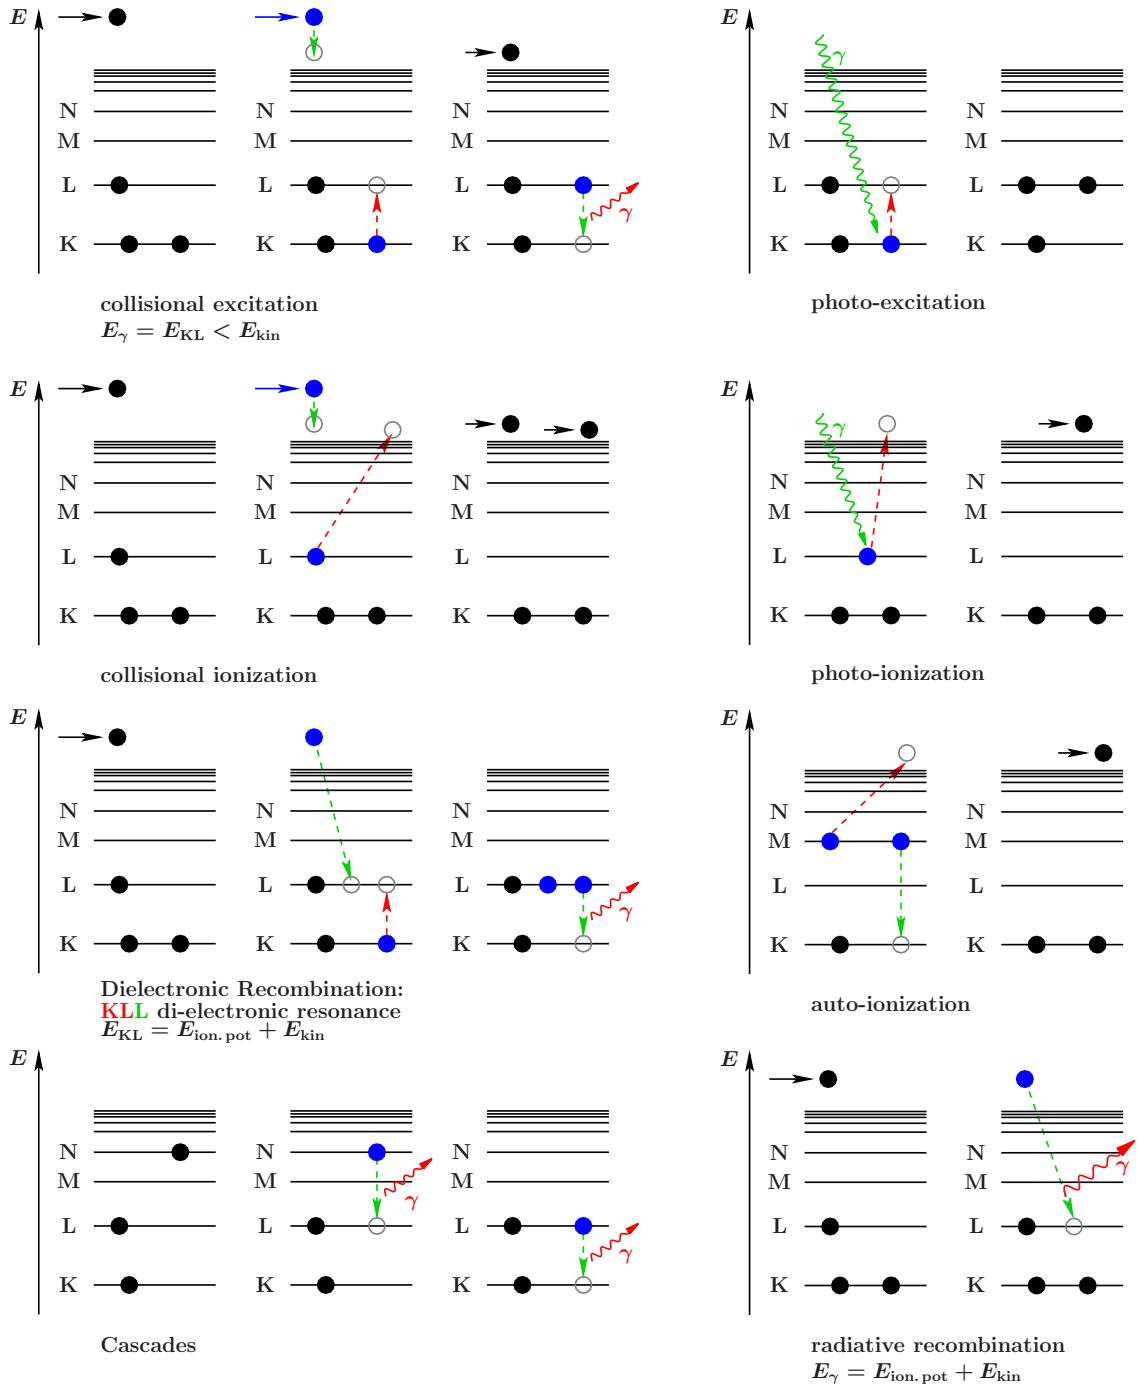 E
N
M
L
K
N
M
L
K
N
M
L
K
γ
collisional excitation
Eγ = EKL < Ekin
E
γ
N
M
L
K
N
M
L
K
photo-excitation
E
N
M
L
K
N
M
L
K
N
M
L
K
collisional ionization
E
γ
N
M
L
K
N
M
L
K
photo-ionization
E
N
M
L
K
N
M
L
K
N
M
L
K
γ
Dielectronic Recombination:
KLL di-electronic resonance
EKL = Eion.pot + Ekin
E
N
M
L
K
N
M
L
K
auto-ionization
E
N
M
L
K
N
M
L
K
γ
N
M
L
K
γ
Cascades
E
N
M
L
K
N
M
L
K
γ
radiative recombination
Eγ = Eion.pot + Ekin